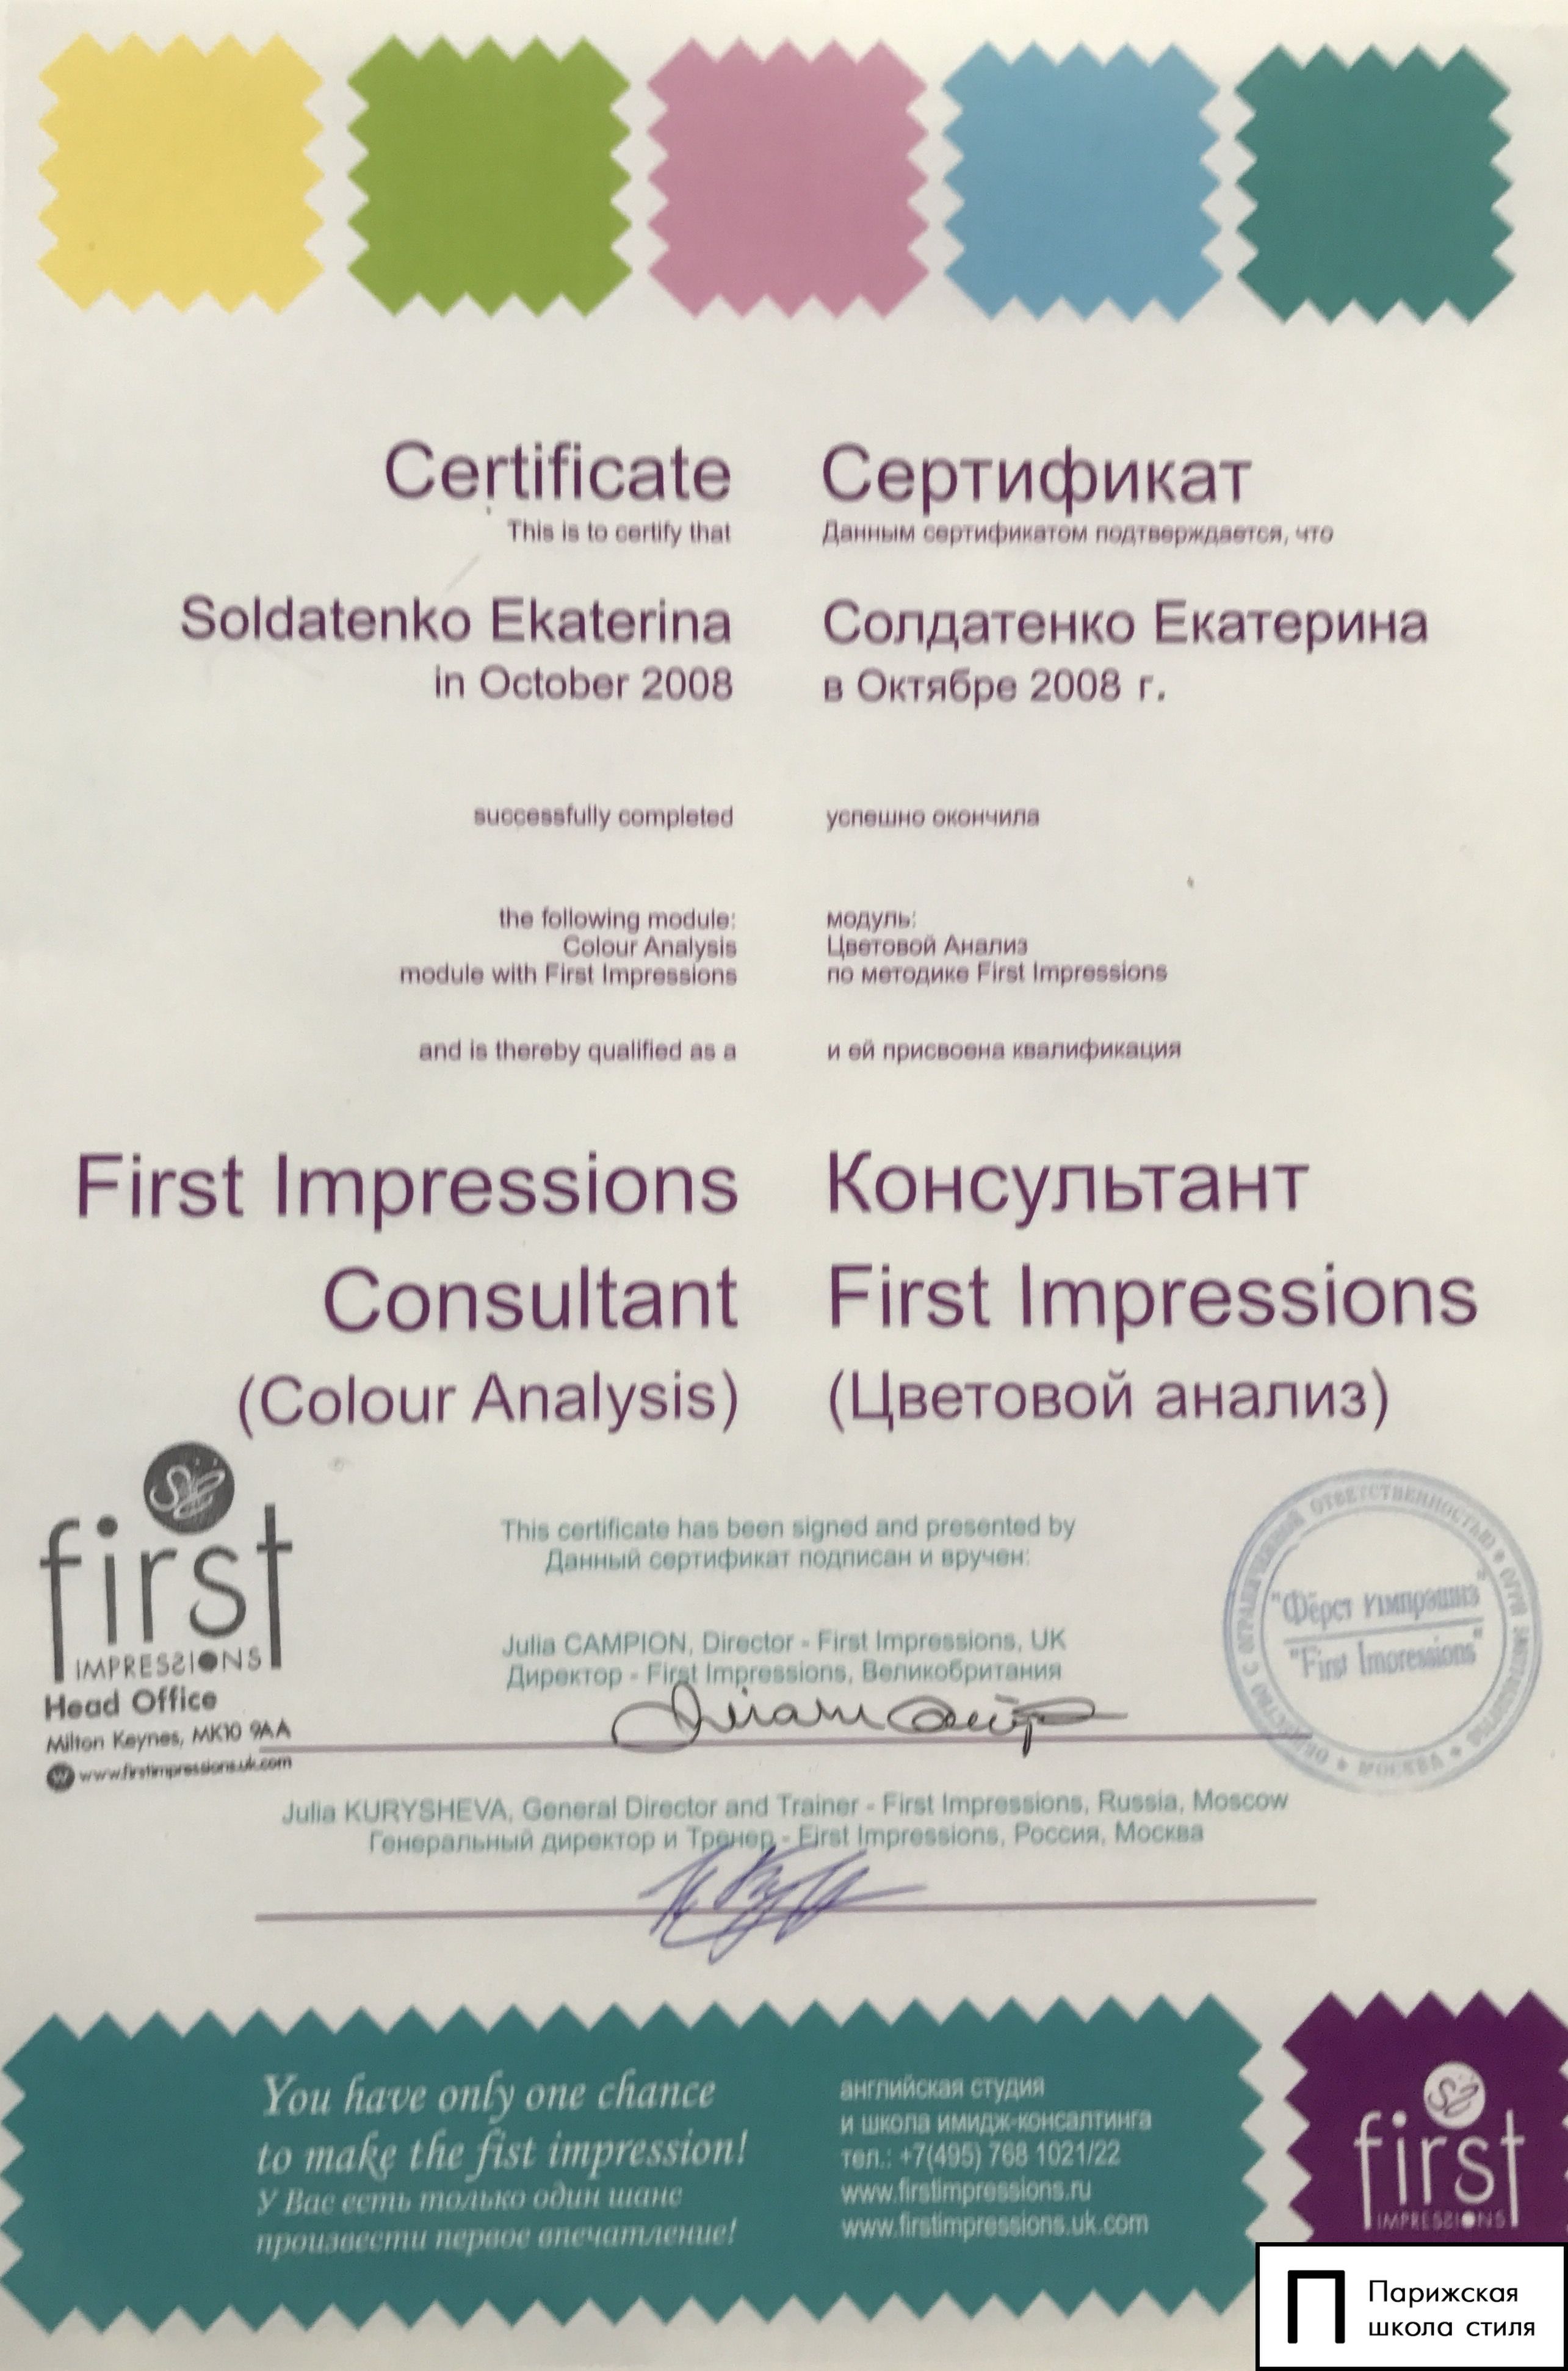 Certificate
This is to certify that
Soldatenko Ekaterina
in October 2008
successfully completed
the following module:
Colour Analysis
module with First Impressions
and is thereby qualified as a
First Impressions
Consultant
(Colour Analysis)
Сертификат
Данным сертификатом подтверждается, что
Солдатенко Екатерина
в Октябре 2008 г.
успешно окончила
модуль:
Цветовой Анализ
по методике First Impressions
и ей присвоена квалификация
Консультант
First Impressions
(Цветовой анализ)
first
IMPRESSIONS
Head Office
Milton Keynes, MK10 9AA
w www.firstimpressions.uk.com
This certificate has been signed and presented by
Данный сертификат подписан и вручен:
Julia CAMPION, Director - First Impressions, UK
Директор - First Impressions, Великобритания
ОБЩЕСТВО С ОГРАНИЧЕННОЙ ОТВЕТСТВЕННОСТЬЮ
МОСКВА
"Фёрст Импрэшнз"
"First Impressions"
Julia KURYSHEVA, General Director and Trainer - First Impressions, Russia, Moscow
Генеральный директор и Тренер - First Impressions, Россия, Москва
You have only one chance
to make the fist impression!
У Вас есть только один шанс
произвести первое впечатление!
английская студия
и школа имидж-консалтинга
тел.: +7(495) 768 1021/22
www.firstimpressions.ru
www.firstimpressions.uk.com
first
IMPRESSIONS
П
Парижская
школа стиля